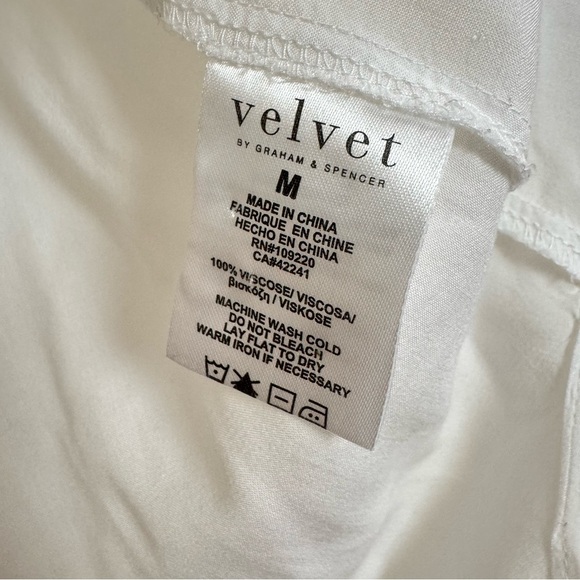 velvet
BY GRAHAM & SPENCER
M
MADE IN CHINA
FABRIQUE EN CHINE
HECHO EN CHINA
RN#109220
CA#42241
100% VISCOSE/ VISCOSA/
βισκόζη / VISKOSE
MACHINE WASH COLD
DO NOT BLEACH
LAY FLAT TO DRY
WARM IRON IF NECESSARY